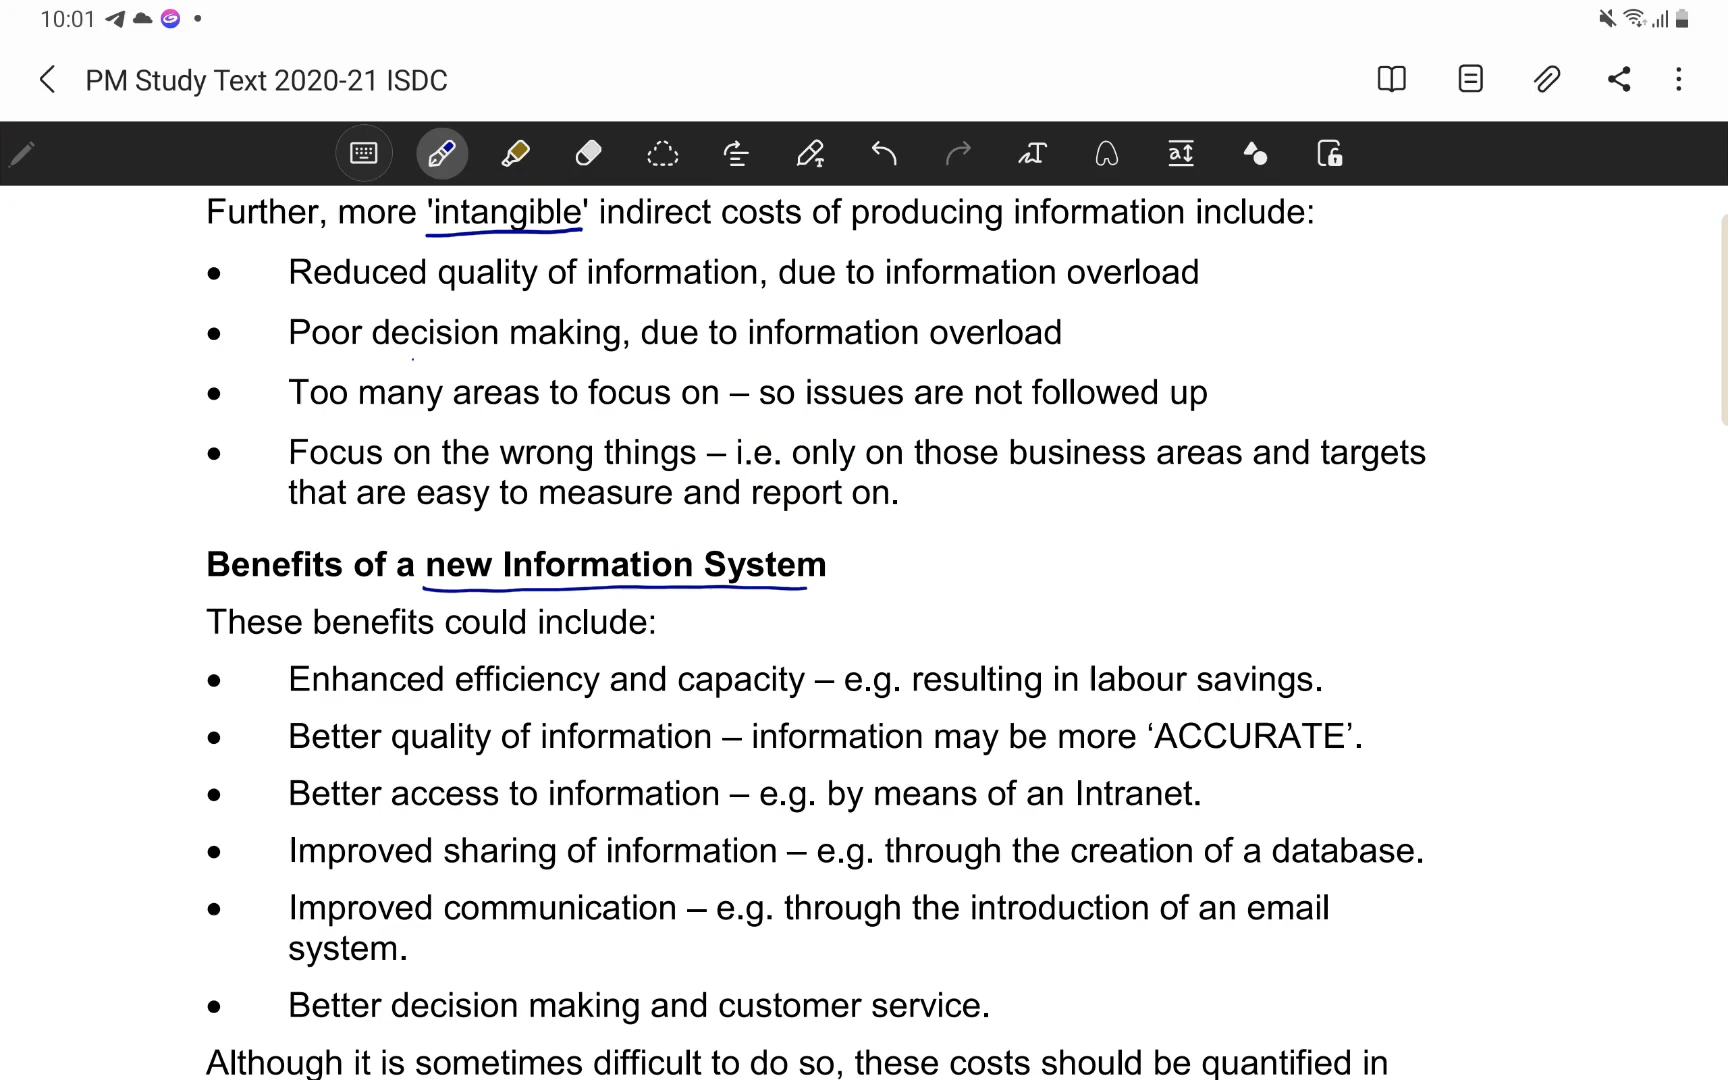 10:01
PM Study Text 2020-21 ISDC
Further, more 'intangible' indirect costs of producing information include:
• Reduced quality of information, due to information overload
• Poor decision making, due to information overload
• Too many areas to focus on – so issues are not followed up
• Focus on the wrong things – i.e. only on those business areas and targets
that are easy to measure and report on.
Benefits of a new Information System
These benefits could include:
• Enhanced efficiency and capacity – e.g. resulting in labour savings.
• Better quality of information – information may be more ‘ACCURATE’.
• Better access to information – e.g. by means of an Intranet.
• Improved sharing of information – e.g. through the creation of a database.
• Improved communication – e.g. through the introduction of an email
system.
• Better decision making and customer service.
Although it is sometimes difficult to do so, these costs should be quantified in